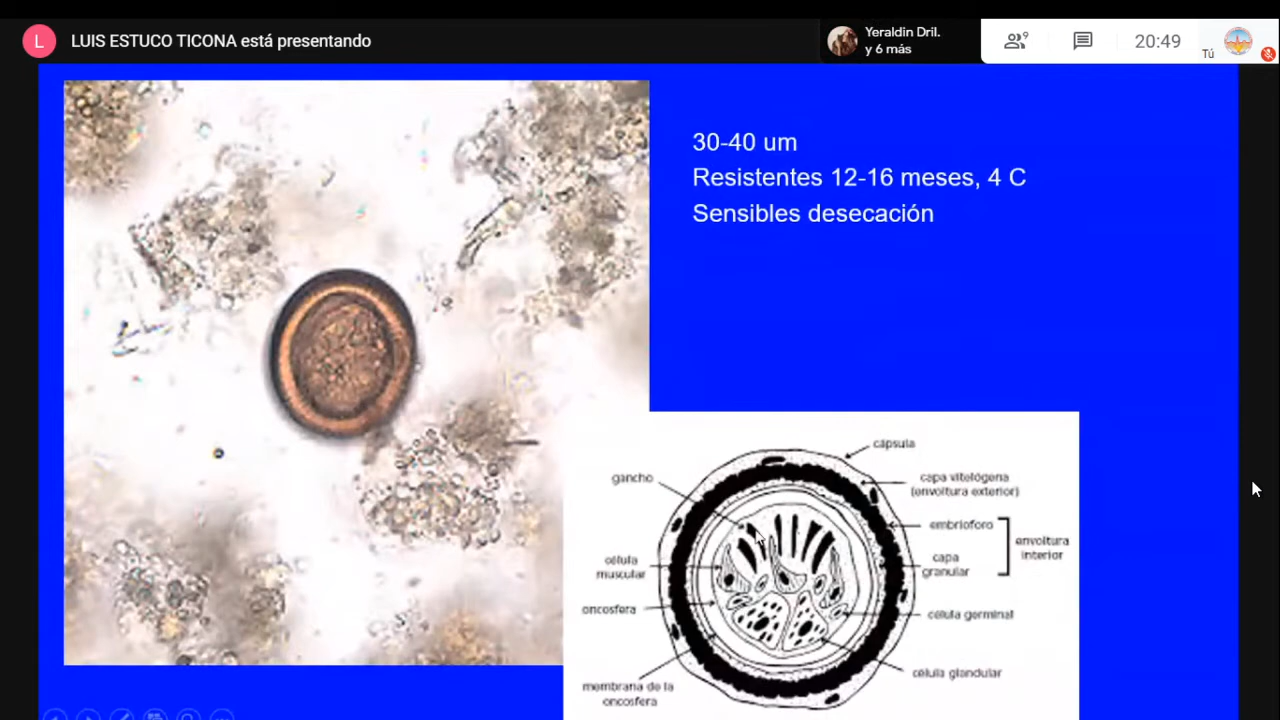 L
LUIS ESTUCO TICONA está presentando
Yeraldin Dril.
y 6 más
9
20:49
Tú
30-40 um
Resistentes 12-16 meses, 4 C
Sensibles desecación
cápsula
gancho
capa vitelógena
(envoltura exterior)
embrioforo
envoltura
interior
célula
muscular
capa
granular
oncosfera
célula germinal
célula glandular
membrana de la
oncosfera